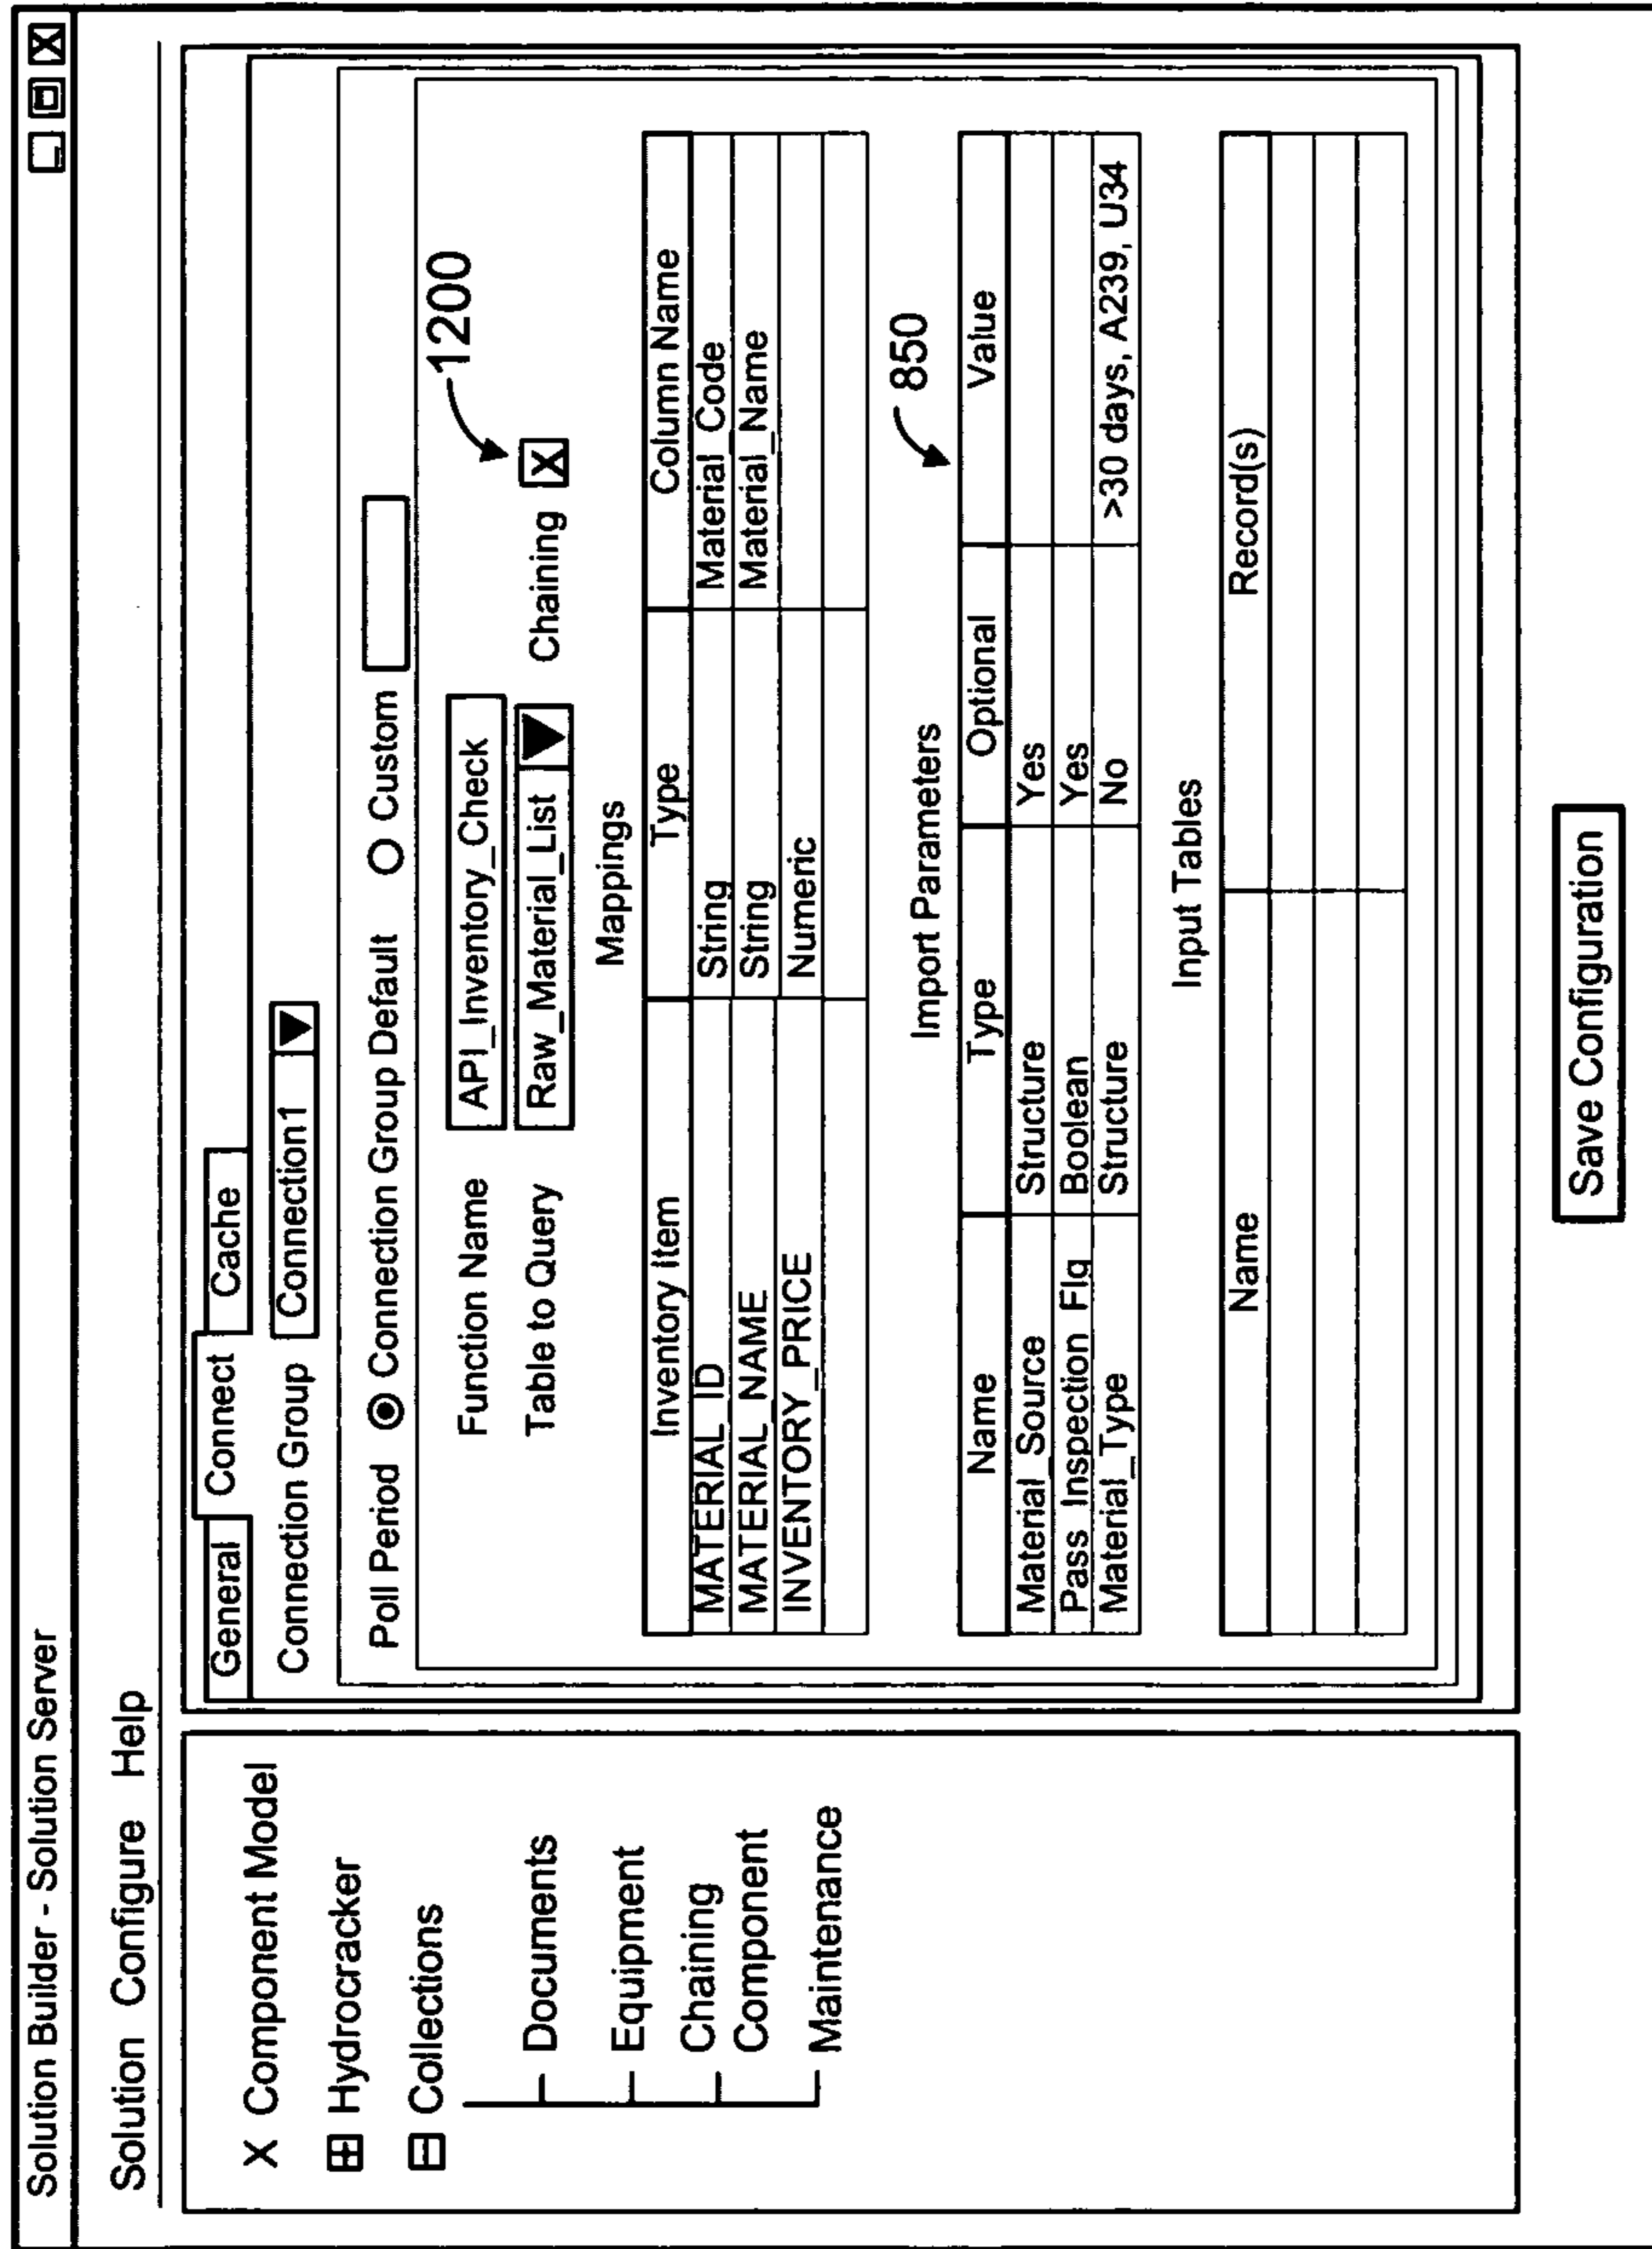 Solution Builder - Solution Server _ X
Solution Configure Help
X Component Model
Hydrocracker
Collections
Documents
Equipment
Chaining
Component
Maintenance
General Connect Cache
Connection Group Connection1
Poll Period Connection Group Default Custom
1200
Function Name API_Inventory_Check
Table to Query Raw_Material_List Chaining X
Mappings
Inventory Item Type Column Name
MATERIAL_ID String Material_Code
MATERIAL_NAME String Material_Name
INVENTORY_PRICE Numeric
Import Parameters
850
Name Type Optional Value
Material_Source Structure Yes
Pass_Inspection_Flg Boolean Yes
Material_Type Structure No >30 days, A239, U34
Input Tables
Name Record(s)
Save Configuration